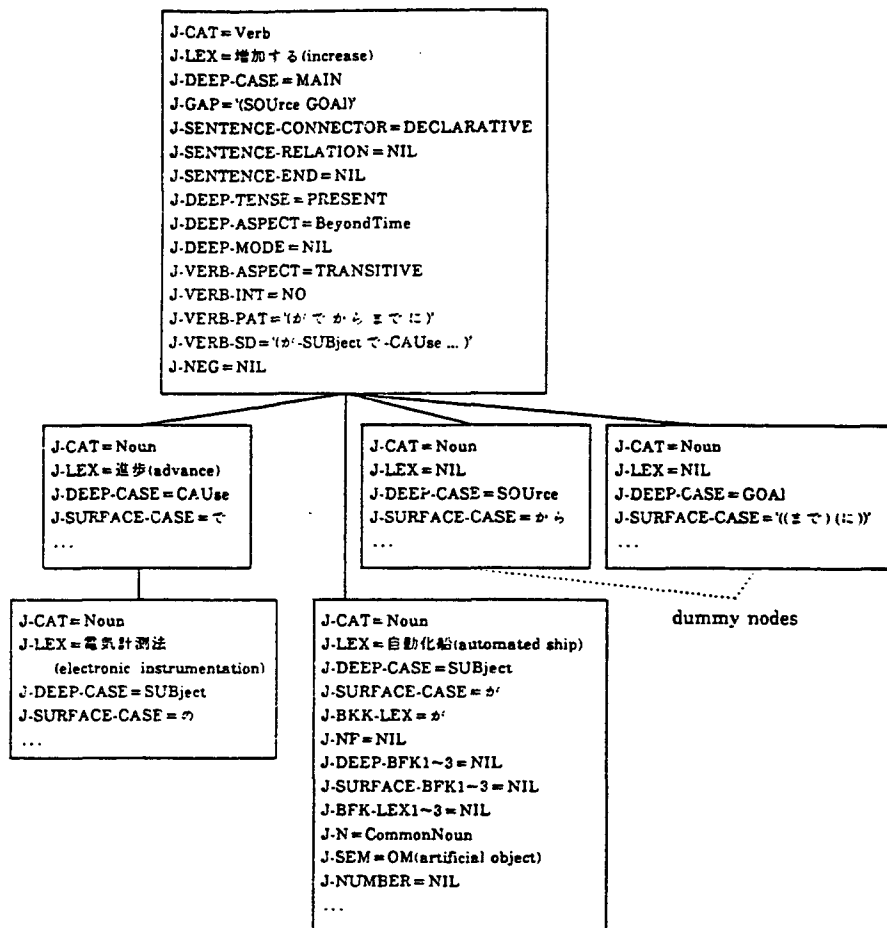 J-CAT=Verb
J-LEX=増加する(increase)
J-DEEP-CASE=MAIN
J-GAP='(SOUrce GOAl)'
J-SENTENCE-CONNECTOR=DECLARATIVE
J-SENTENCE-RELATION=NIL
J-SENTENCE-END=NIL
J-DEEP-TENSE=PRESENT
J-DEEP-ASPECT=BeyondTime
J-DEEP-MODE=NIL
J-VERB-ASPECT=TRANSITIVE
J-VERB-INT=NO
J-VERB-PAT='(が で から まで に)'
J-VERB-SD='(が-SUBject で-CAUse ... )'
J-NEG=NIL
J-CAT=Noun
J-LEX=進歩(advance)
J-DEEP-CASE=CAUse
J-SURFACE-CASE=で
...
J-CAT=Noun
J-LEX=NIL
J-DEEP-CASE=SOUrce
J-SURFACE-CASE=から
...
J-CAT=Noun
J-LEX=NIL
J-DEEP-CASE=GOAl
J-SURFACE-CASE='((まで) (に))'
...
dummy nodes
J-CAT=Noun
J-LEX=電気計測法
(electronic instrumentation)
J-DEEP-CASE=SUBject
J-SURFACE-CASE=の
...
J-CAT=Noun
J-LEX=自動化船(automated ship)
J-DEEP-CASE=SUBject
J-SURFACE-CASE=が
J-BKK-LEX=が
J-NF=NIL
J-DEEP-BFK1~3=NIL
J-SURFACE-BFK1~3=NIL
J-BFK-LEX1~3=NIL
J-N=CommonNoun
J-SEM=OM(artificial object)
J-NUMBER=NIL
...